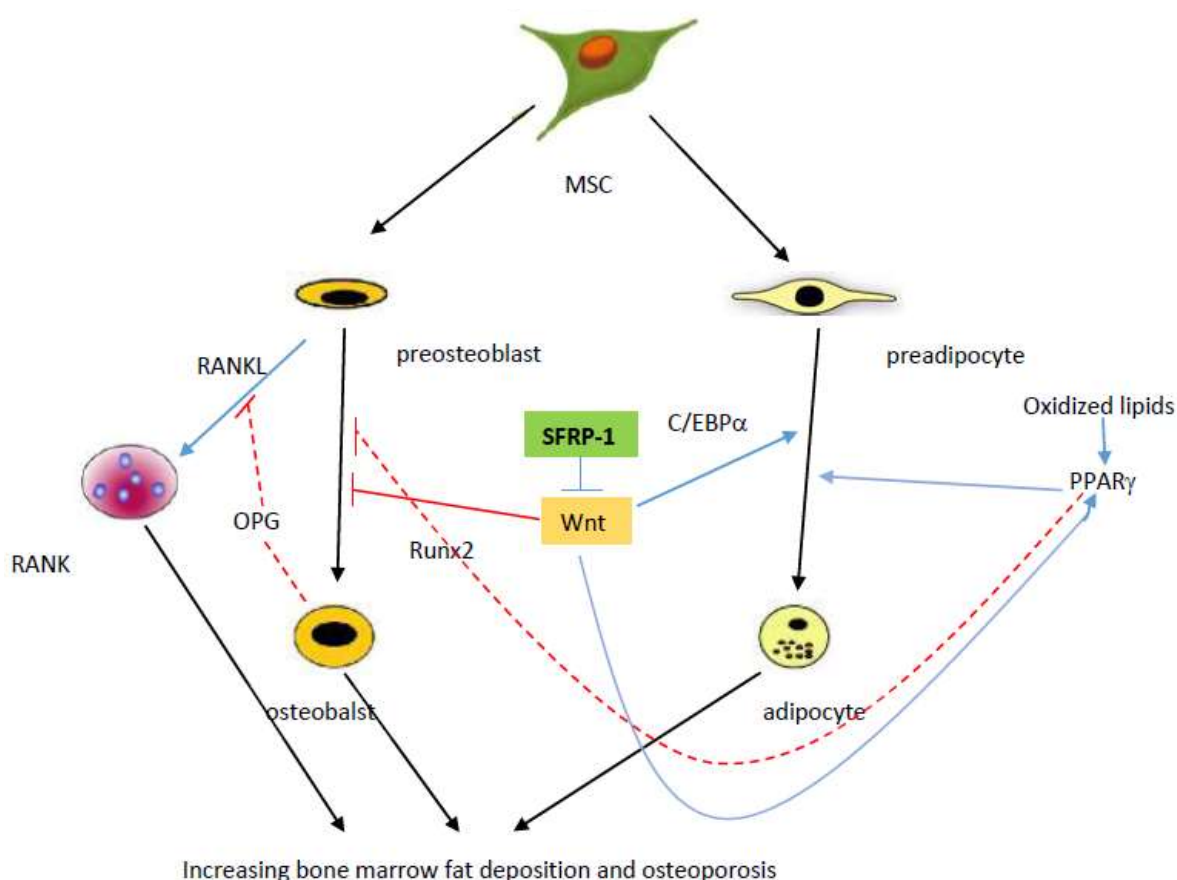 MSC
preosteoblast
preadipocyte
RANKL
Oxidized lipids
C/EBPα
SFRP-1
PPARγ
OPG
Wnt
Runx2
RANK
osteobalst
adipocyte
Increasing bone marrow fat deposition and osteoporosis